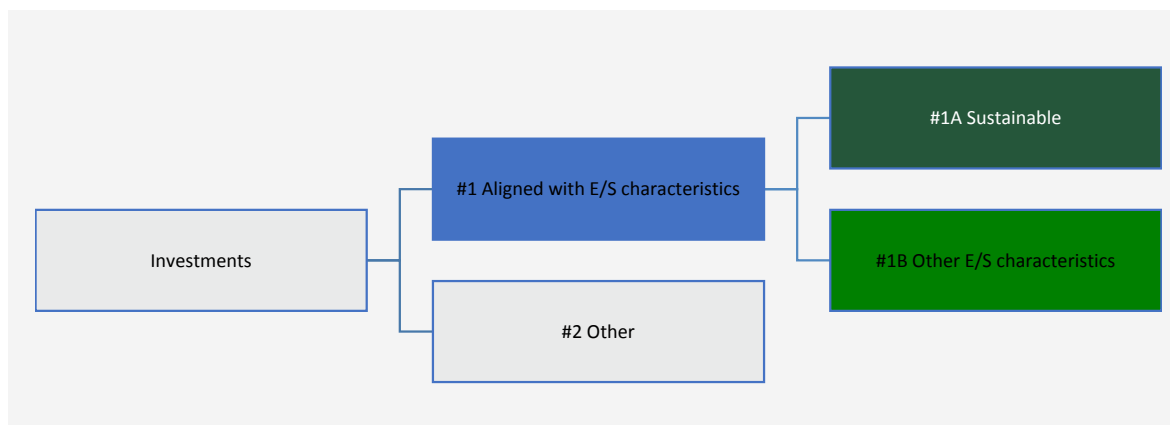 #1A Sustainable
#1 Aligned with E/S characteristics
Investments
#1B Other E/S characteristics
#2 Other